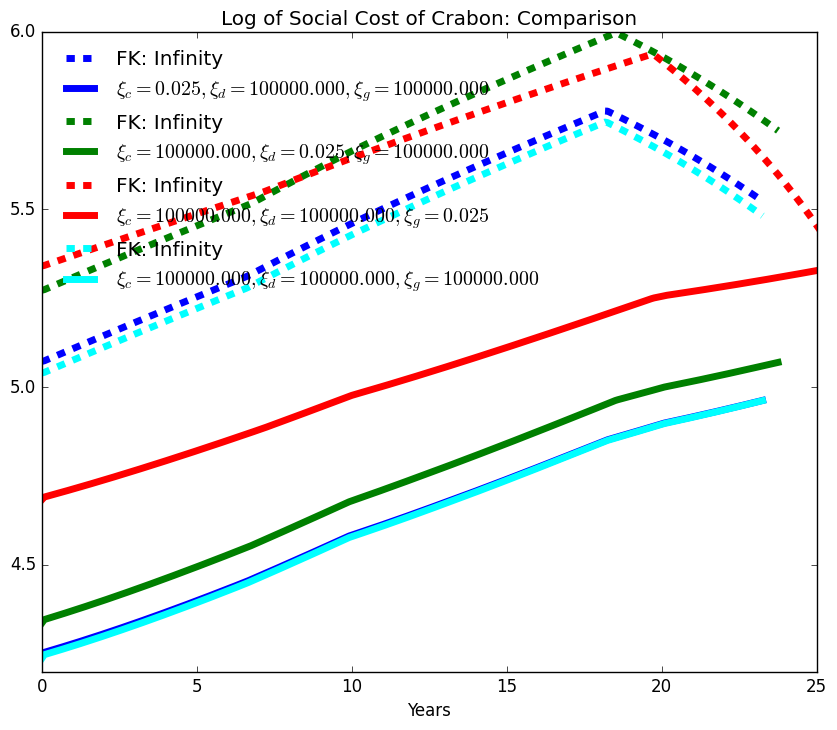 Log of Social Cost of Crabon: Comparison
6.0
5.5
5.0
4.5
FK: Infinity
ξc = 0.025, ξd = 100000.000, ξg = 100000.000
FK: Infinity
ξc = 100000.000, ξd = 0.025, ξg = 100000.000
FK: Infinity
ξc = 100000.000, ξd = 100000.000, ξg = 0.025
FK: Infinity
ξc = 100000.000, ξd = 100000.000, ξg = 100000.000
0 5 10 15 20 25
Years